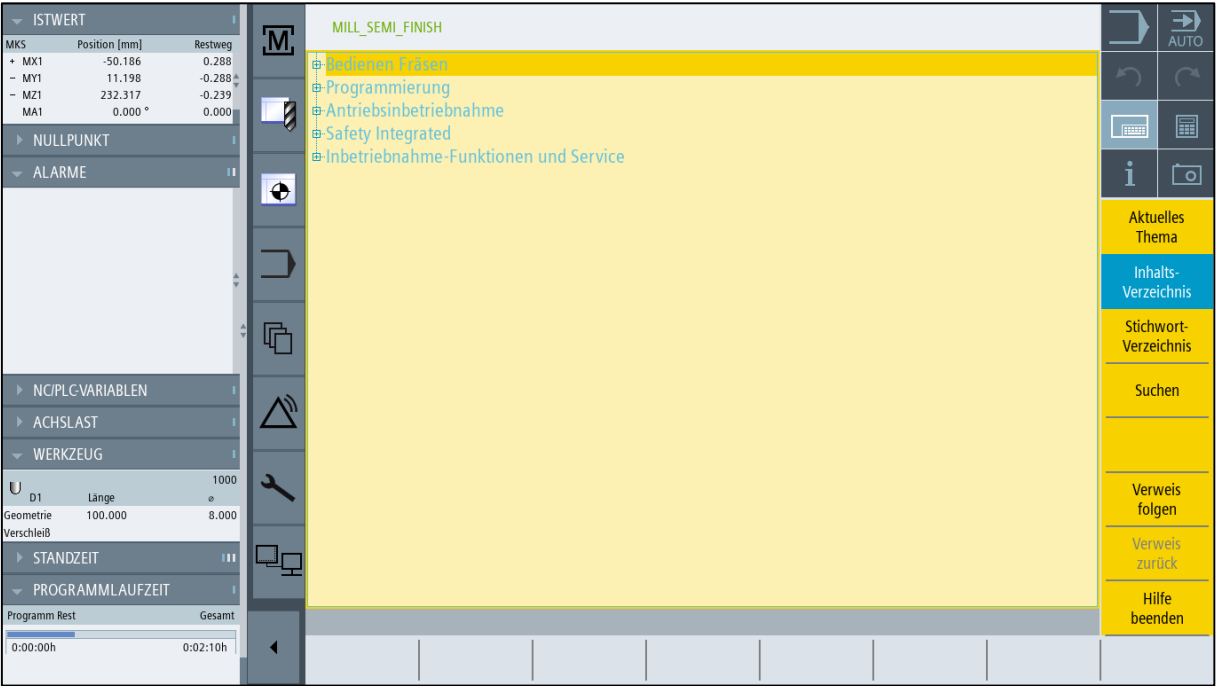 ISTWERT
MKS Position [mm] Restweg
+ MX1 -50.186 0.288
- MY1 11.198 -0.288
- MZ1 232.317 -0.239
MA1 0.000 ° 0.000
NULLPUNKT
ALARME
NC/PLC-VARIABLEN
ACHSLAST
WERKZEUG
1000
D1 Länge ⌀
Geometrie 100.000 8.000
Verschleiß
STANDZEIT
PROGRAMMLAUFZEIT
Programm Rest Gesamt
0:00:00h 0:02:10h
M
MILL_SEMI_FINISH
Bedienen Fräsen
Programmierung
Antriebsinbetriebnahme
Safety Integrated
Inbetriebnahme-Funktionen und Service
AUTO
i
Aktuelles
Thema
Inhalts-
Verzeichnis
Stichwort-
Verzeichnis
Suchen
Verweis
folgen
Verweis
zurück
Hilfe
beenden